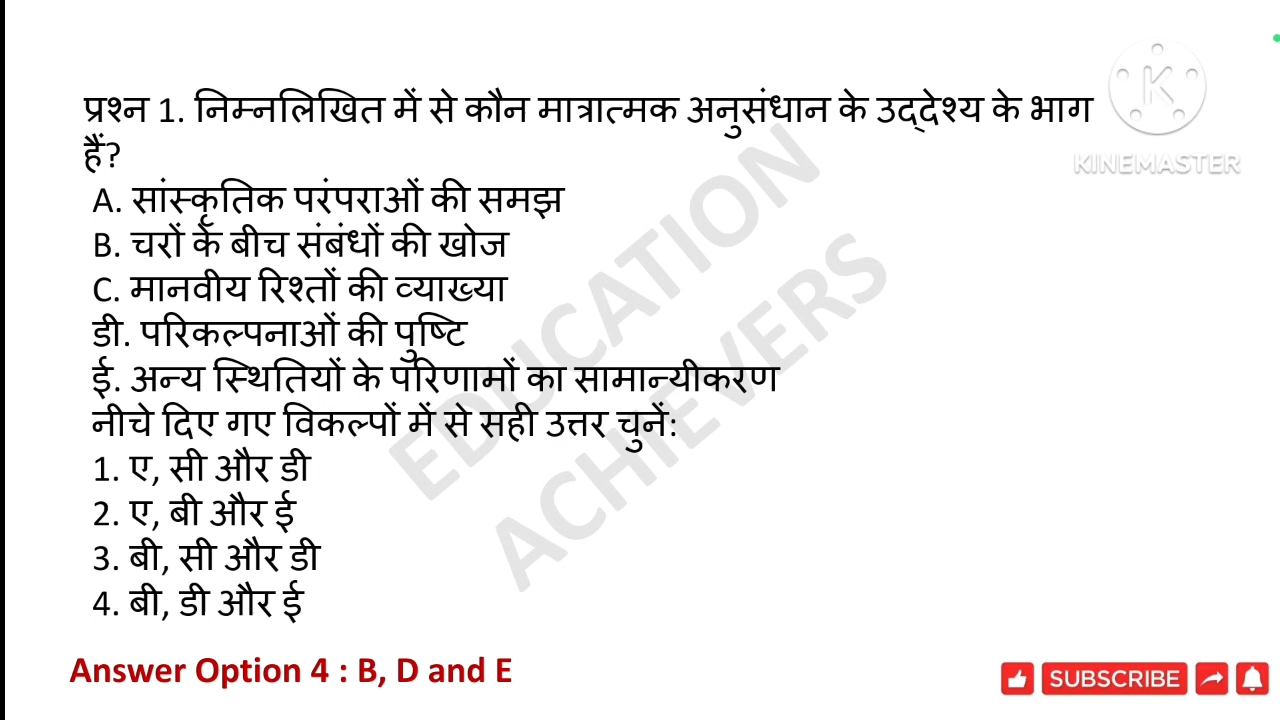 प्रश्न 1. निम्नलिखित में से कौन मात्रात्मक अनुसंधान के उद्देश्य के भाग
हैं?
A. सांस्कृतिक परंपराओं की समझ
B. चरों के बीच संबंधों की खोज
C. मानवीय रिश्तों की व्याख्या
डी. परिकल्पनाओं की पुष्टि
ई. अन्य स्थितियों के परिणामों का सामान्यीकरण
नीचे दिए गए विकल्पों में से सही उत्तर चुनें:
1. ए, सी और डी
2. ए, बी और ई
3. बी, सी और डी
4. बी, डी और ई
Answer Option 4 : B, D and E
EDUCATION
ACHIEVERS
K
KINEMASTER
SUBSCRIBE